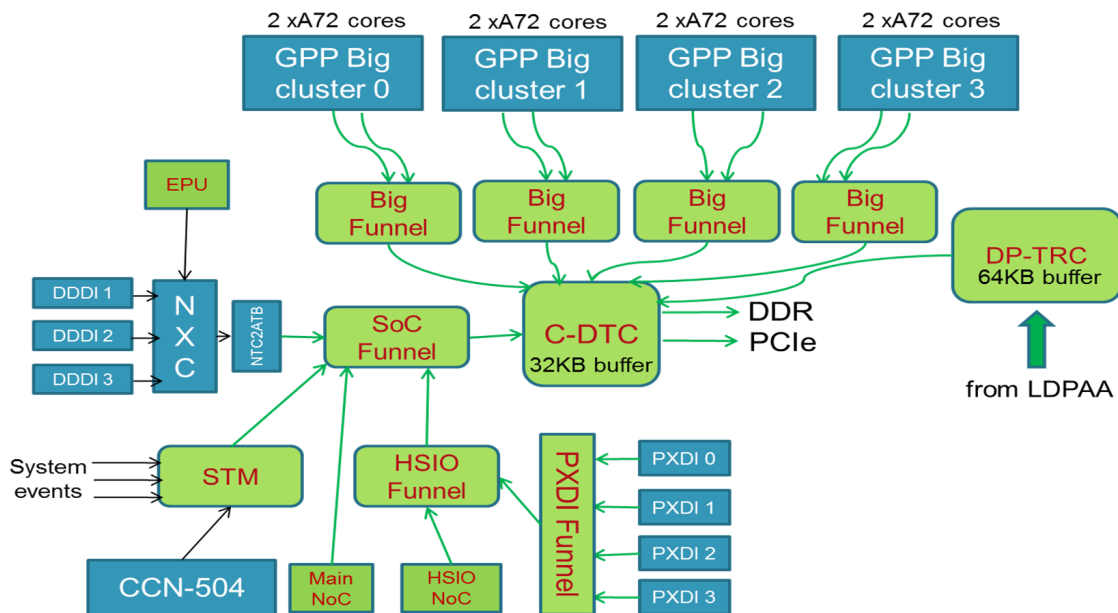 2 xA72 cores
2 xA72 cores
2 xA72 cores
2 xA72 cores
GPP Big
cluster 0
GPP Big
cluster 1
GPP Big
cluster 2
GPP Big
cluster 3
EPU
Big
Funnel
Big
Funnel
Big
Funnel
Big
Funnel
DP-TRC
64KB buffer
DDDI 1
DDDI 2
DDDI 3
N
X
C
NTC2ATB
SoC
Funnel
C-DTC
32KB buffer
DDR
PCIe
from LDPAA
System
events
STM
HSIO
Funnel
PXDI Funnel
PXDI 0
PXDI 1
PXDI 2
PXDI 3
CCN-504
Main
NoC
HSIO
NoC